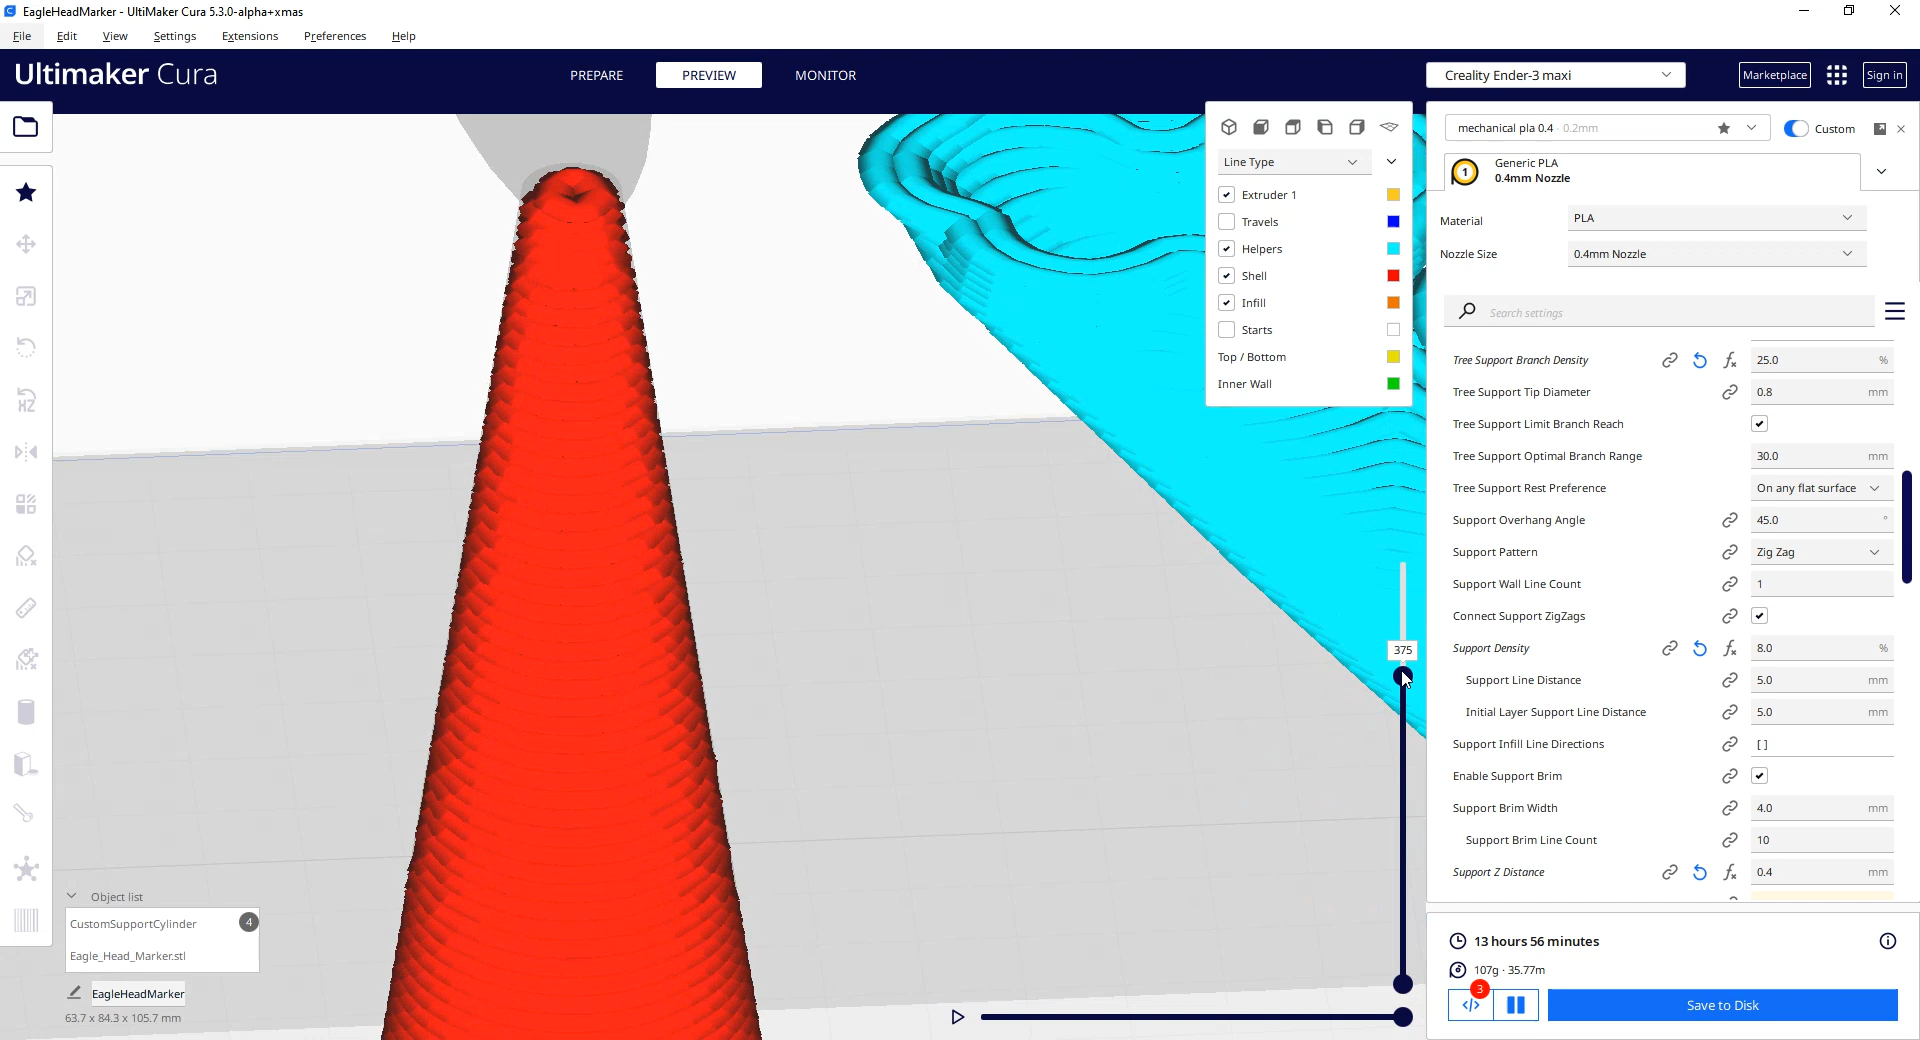 EagleHeadMarker - UltiMaker Cura 5.3.0-alpha+xmas
File Edit View Settings Extensions Preferences Help
Ultimaker Cura
PREPARE PREVIEW MONITOR
Creality Ender-3 maxi
Marketplace
Sign in
Line Type
Extruder 1
Travels
Helpers
Shell
Infill
Starts
Top / Bottom
Inner Wall
mechanical pla 0.4 - 0.2mm
Custom
1
Generic PLA
0.4mm Nozzle
Material PLA
Nozzle Size 0.4mm Nozzle
Search settings
Tree Support Branch Density 25.0 %
Tree Support Tip Diameter 0.8 mm
Tree Support Limit Branch Reach
Tree Support Optimal Branch Range 30.0 mm
Tree Support Rest Preference On any flat surface
Support Overhang Angle 45.0 °
Support Pattern Zig Zag
Support Wall Line Count 1
Connect Support ZigZags
Support Density 8.0 %
Support Line Distance 5.0 mm
Initial Layer Support Line Distance 5.0 mm
Support Infill Line Directions [ ]
Enable Support Brim
Support Brim Width 4.0 mm
Support Brim Line Count 10
Support Z Distance 0.4 mm
375
Object list
CustomSupportCylinder 4
Eagle_Head_Marker.stl
EagleHeadMarker
63.7 x 84.3 x 105.7 mm
13 hours 56 minutes
107g · 35.77m
3
Save to Disk